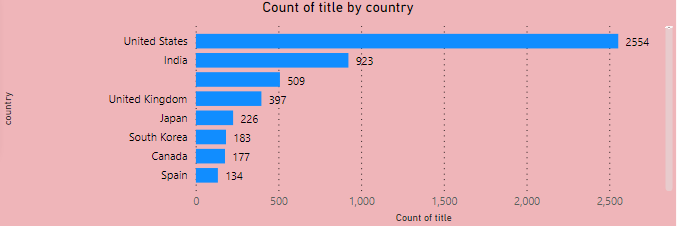 Count of title by country
United States 2554
India 923
509
United Kingdom 397
Japan 226
South Korea 183
Canada 177
Spain 134
country
0 500 1,000 1,500 2,000 2,500
Count of title